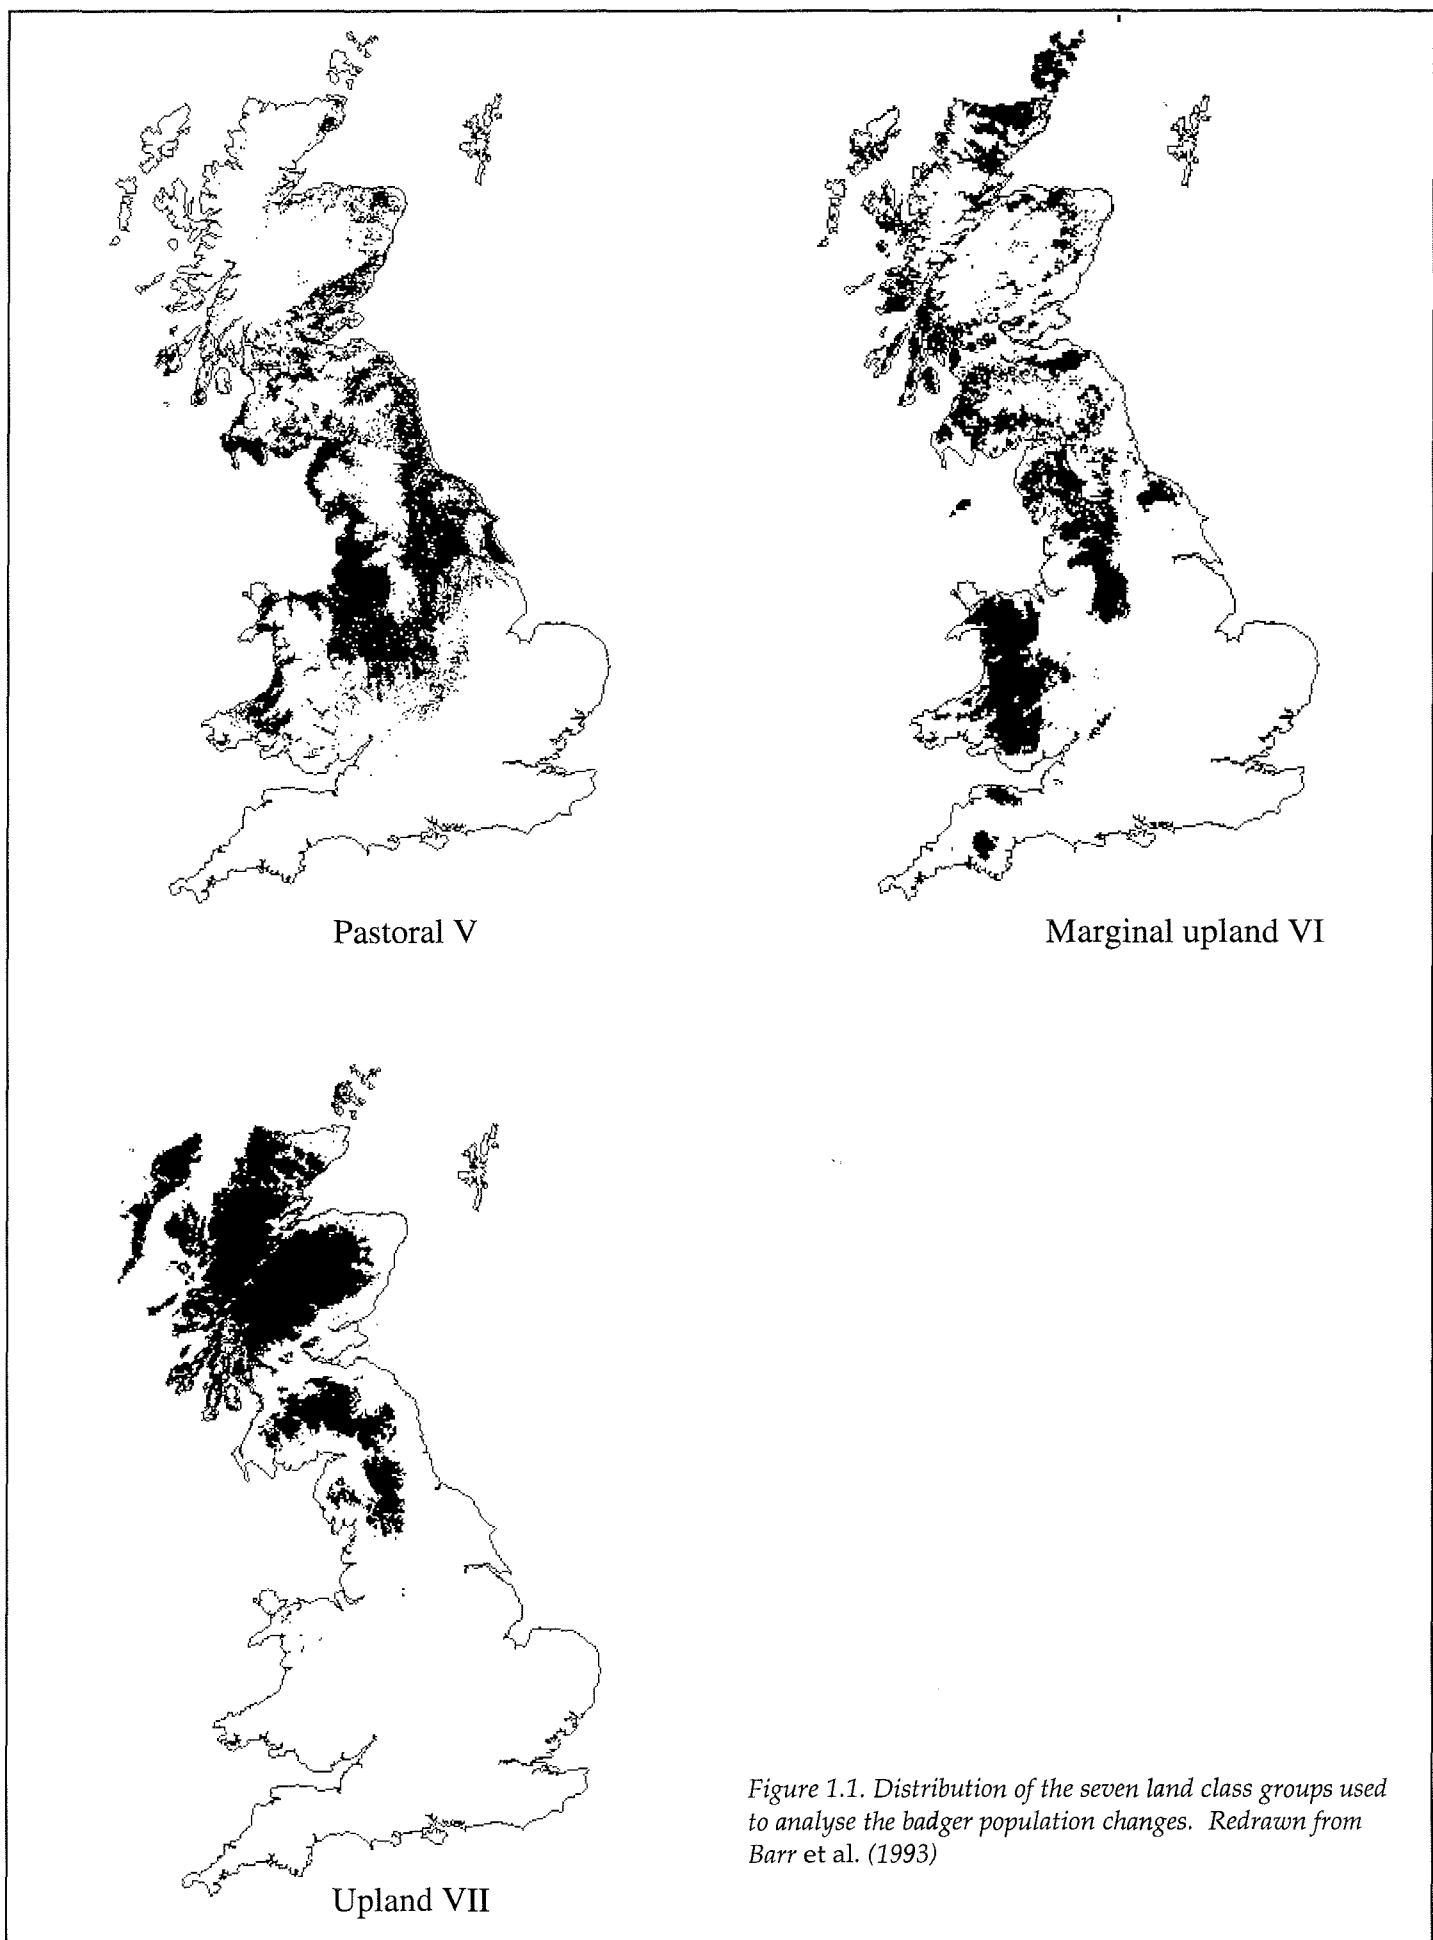 Pastoral V
Marginal upland VI
Upland VII
Figure 1.1. Distribution of the seven land class groups used
to analyse the badger population changes. Redrawn from
Barr et al. (1993)